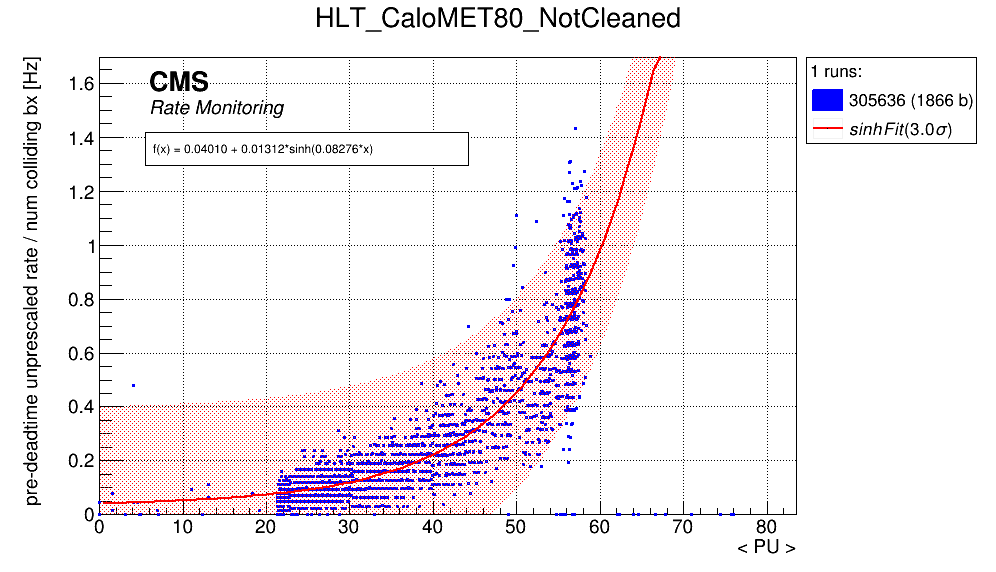 HLT_CaloMET80_NotCleaned
pre-deadtime unprescaled rate / num colliding bx [Hz]
CMS
Rate Monitoring
f(x) = 0.04010 + 0.01312*sinh(0.08276*x)
1 runs:
305636 (1866 b)
sinhFit(3.0σ)
1.6
1.4
1.2
1
0.8
0.6
0.4
0.2
0
0 10 20 30 40 50 60 70 80
< PU >